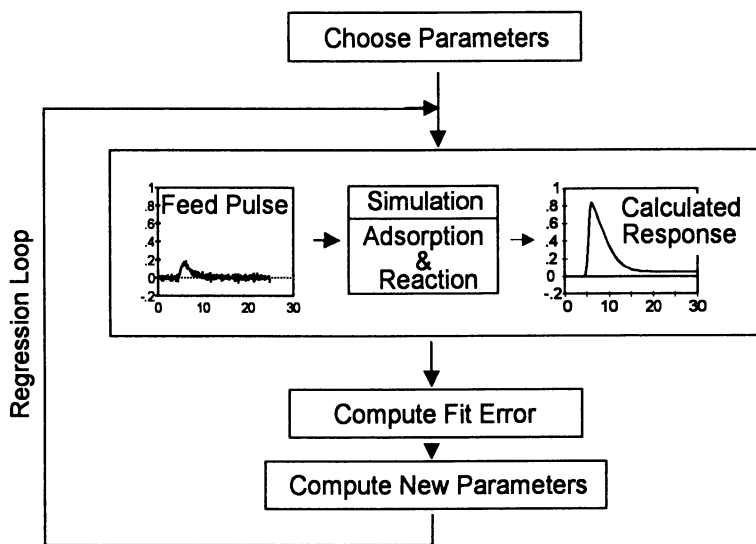 Choose Parameters
Regression Loop
Feed Pulse
1
.8
.6
.4
.2
0
-.2
0 10 20 30
Simulation
Adsorption
&
Reaction
Calculated
Response
1
.8
.6
.4
.2
0
-.2
0 10 20 30
Compute Fit Error
Compute New Parameters